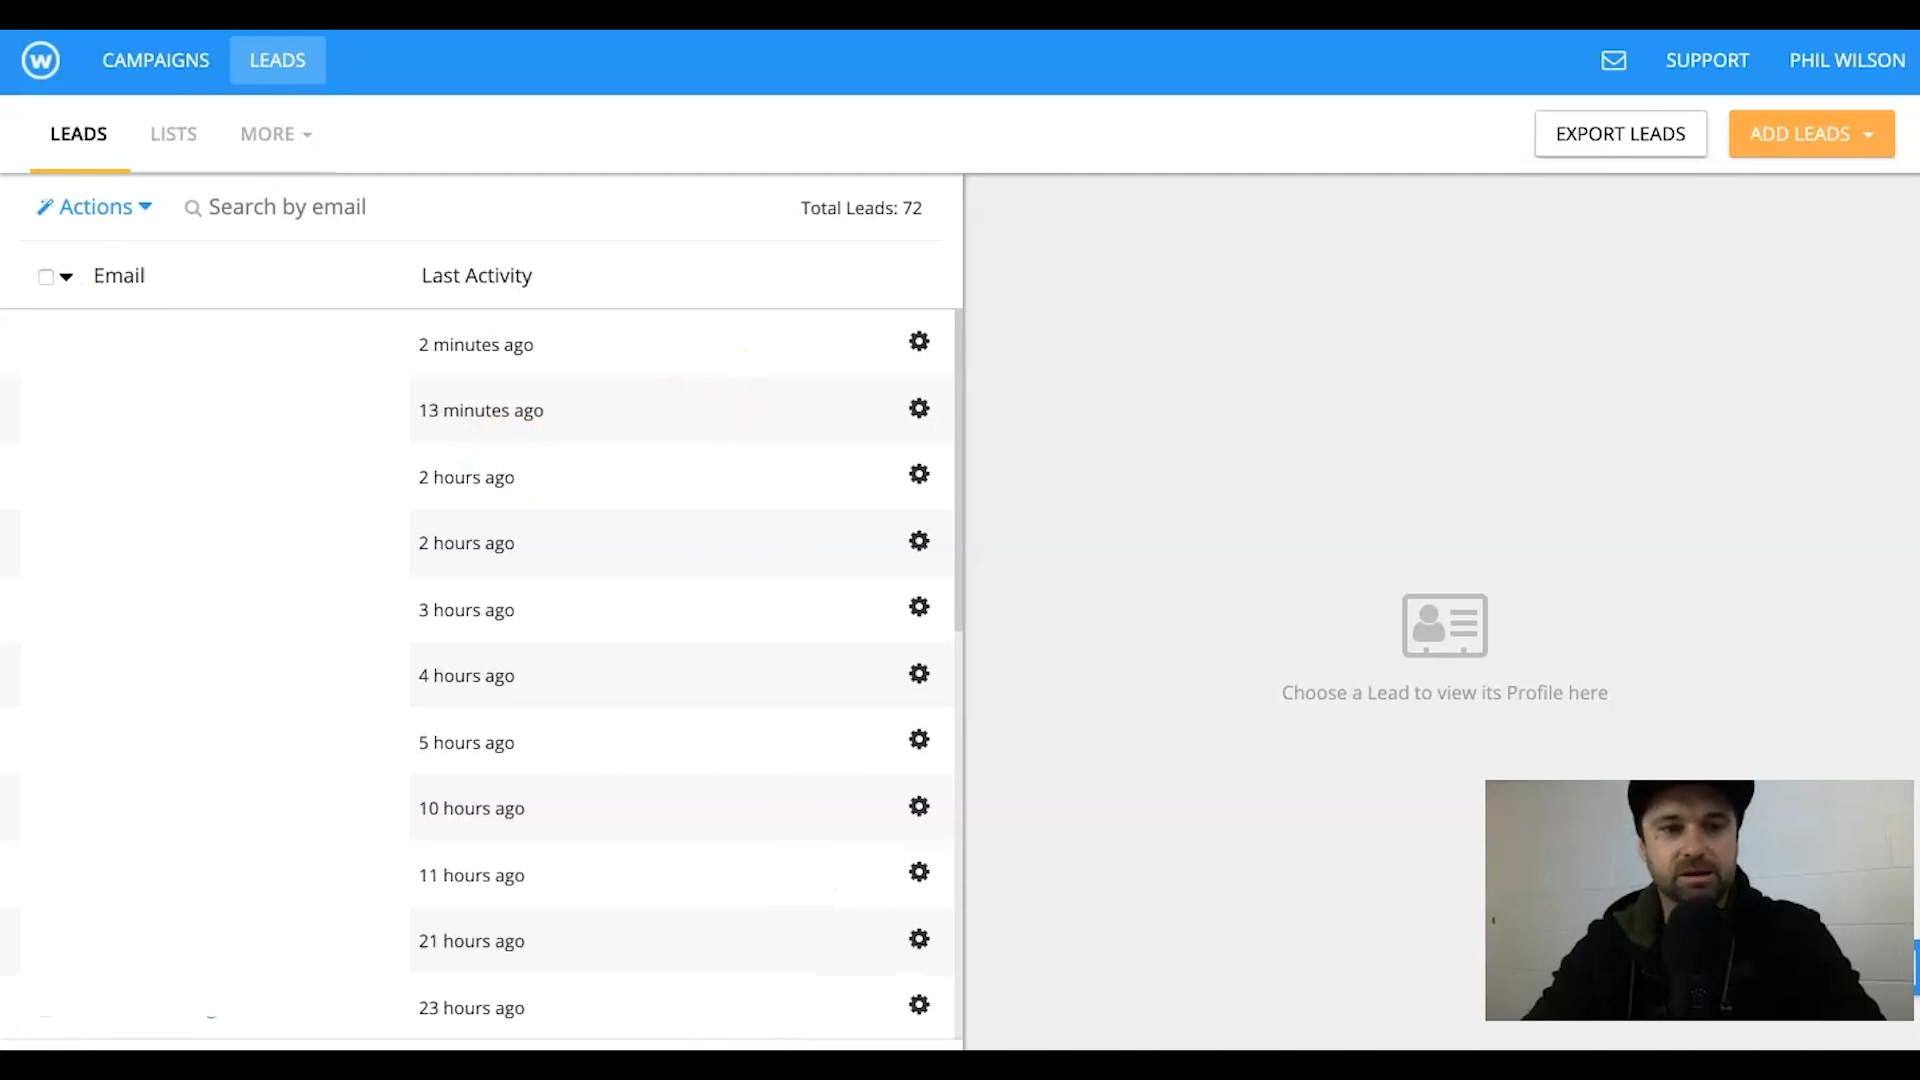 W CAMPAIGNS LEADS SUPPORT PHIL WILSON
LEADS LISTS MORE EXPORT LEADS ADD LEADS
Actions Search by email Total Leads: 72
Email Last Activity
2 minutes ago
13 minutes ago
2 hours ago
2 hours ago
3 hours ago
4 hours ago
Choose a Lead to view its Profile here
5 hours ago
10 hours ago
11 hours ago
21 hours ago
23 hours ago